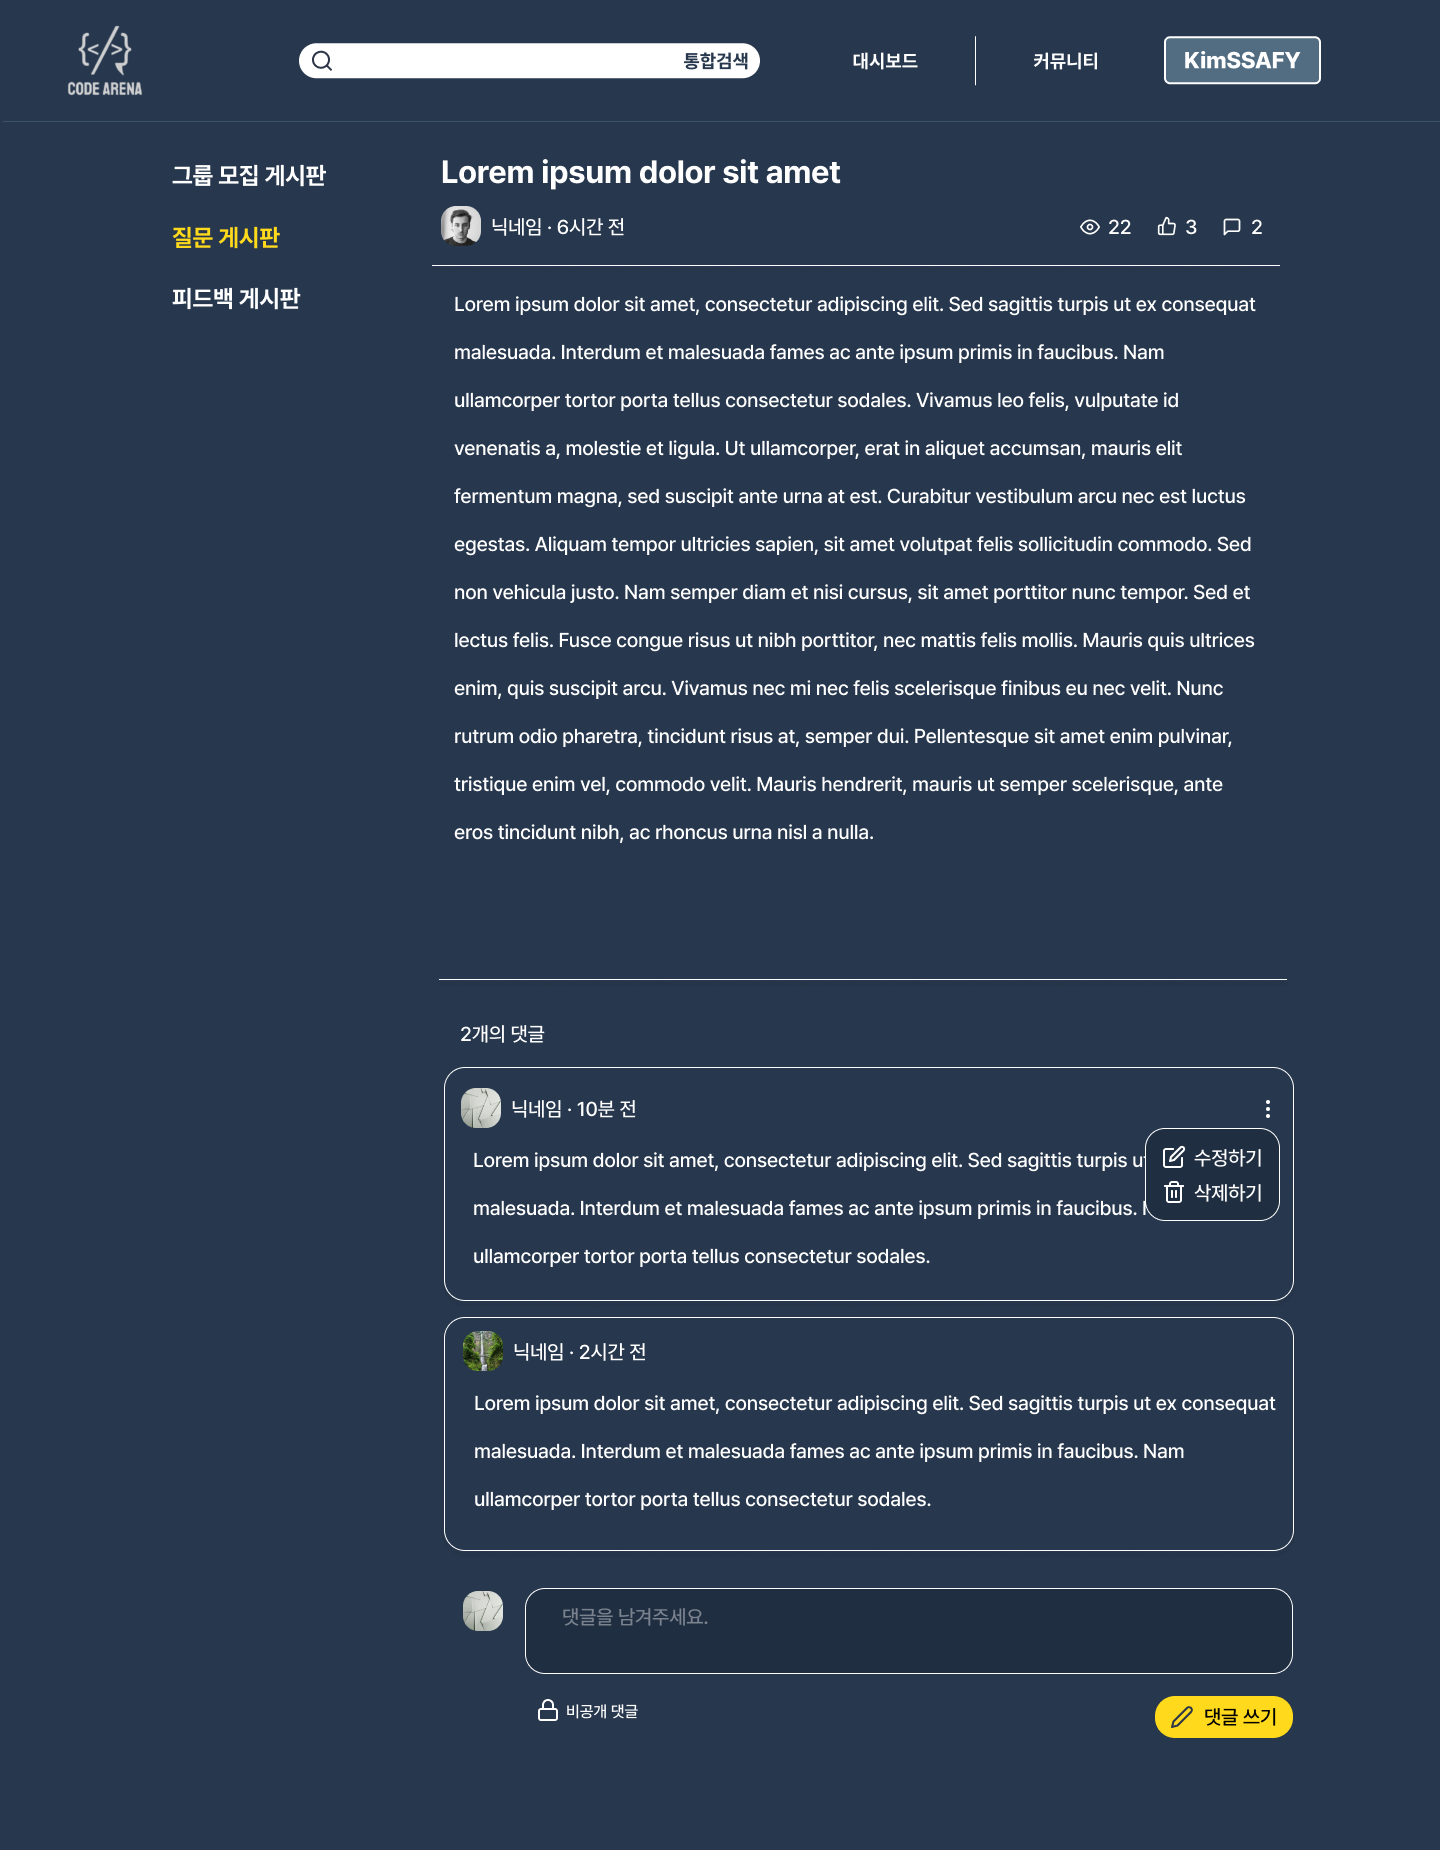 {</>}
CODE ARENA
통합검색
대시보드
커뮤니티
KimSSAFY
그룹 모집 게시판
질문 게시판
피드백 게시판
Lorem ipsum dolor sit amet
닉네임 · 6시간 전
22
3
2
Lorem ipsum dolor sit amet, consectetur adipiscing elit. Sed sagittis turpis ut ex consequat
malesuada. Interdum et malesuada fames ac ante ipsum primis in faucibus. Nam
ullamcorper tortor porta tellus consectetur sodales. Vivamus leo felis, vulputate id
venenatis a, molestie et ligula. Ut ullamcorper, erat in aliquet accumsan, mauris elit
fermentum magna, sed suscipit ante urna at est. Curabitur vestibulum arcu nec est luctus
egestas. Aliquam tempor ultricies sapien, sit amet volutpat felis sollicitudin commodo. Sed
non vehicula justo. Nam semper diam et nisi cursus, sit amet porttitor nunc tempor. Sed et
lectus felis. Fusce congue risus ut nibh porttitor, nec mattis felis mollis. Mauris quis ultrices
enim, quis suscipit arcu. Vivamus nec mi nec felis scelerisque finibus eu nec velit. Nunc
rutrum odio pharetra, tincidunt risus at, semper dui. Pellentesque sit amet enim pulvinar,
tristique enim vel, commodo velit. Mauris hendrerit, mauris ut semper scelerisque, ante
eros tincidunt nibh, ac rhoncus urna nisl a nulla.
2개의 댓글
닉네임 · 10분 전
수정하기
삭제하기
Lorem ipsum dolor sit amet, consectetur adipiscing elit. Sed sagittis turpis
malesuada. Interdum et malesuada fames ac ante ipsum primis in faucibus.
ullamcorper tortor porta tellus consectetur sodales.
닉네임 · 2시간 전
Lorem ipsum dolor sit amet, consectetur adipiscing elit. Sed sagittis turpis ut ex consequat
malesuada. Interdum et malesuada fames ac ante ipsum primis in faucibus. Nam
ullamcorper tortor porta tellus consectetur sodales.
댓글을 남겨주세요.
비공개 댓글
댓글 쓰기